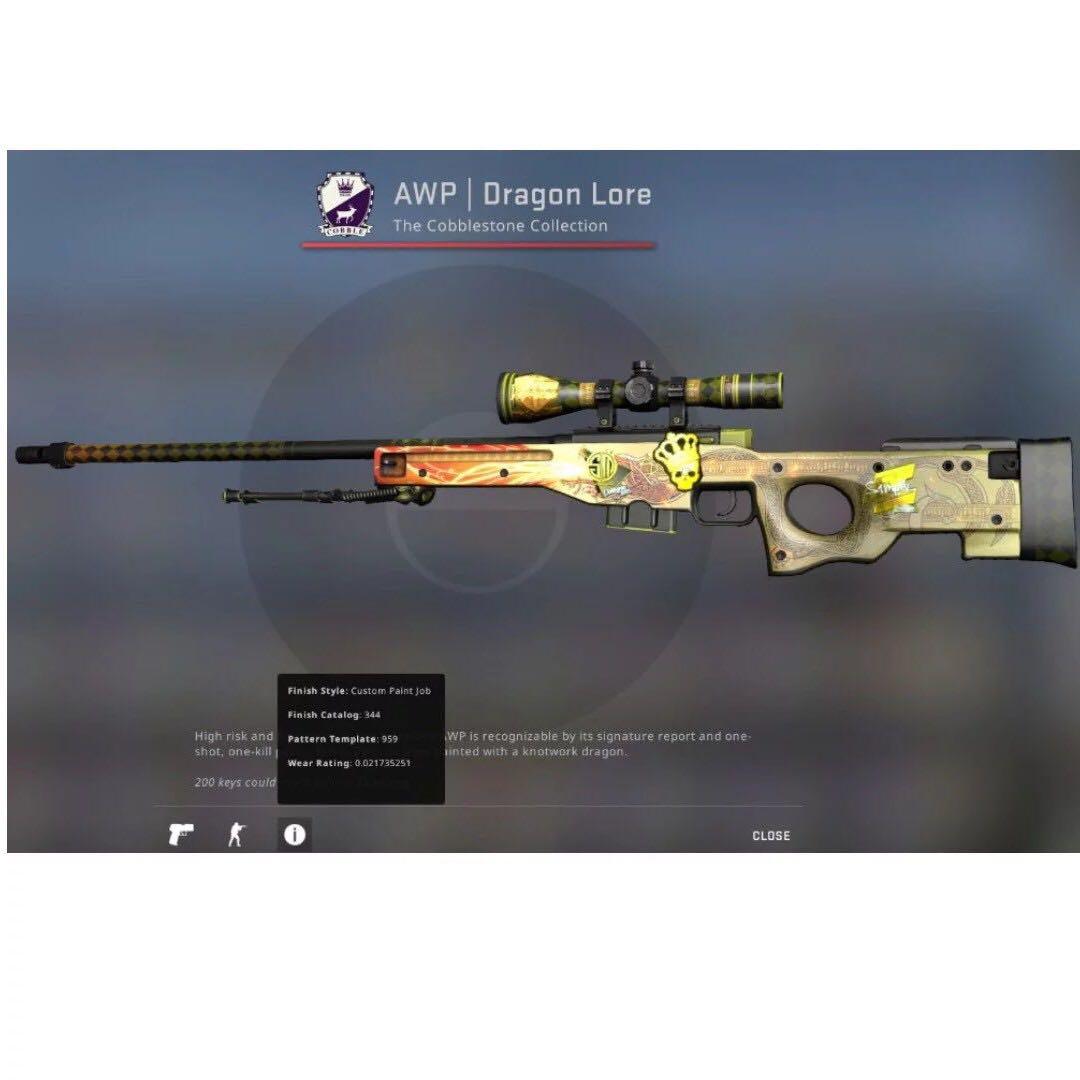 COBBLE
AWP | Dragon Lore
The Cobblestone Collection
Finish Style: Custom Paint Job
Finish Catalog: 344
Pattern Template: 959
Wear Rating: 0.021735251
High risk and AWP is recognizable by its signature report and one-
shot, one-kill painted with a knotwork dragon.
200 keys could
CLOSE